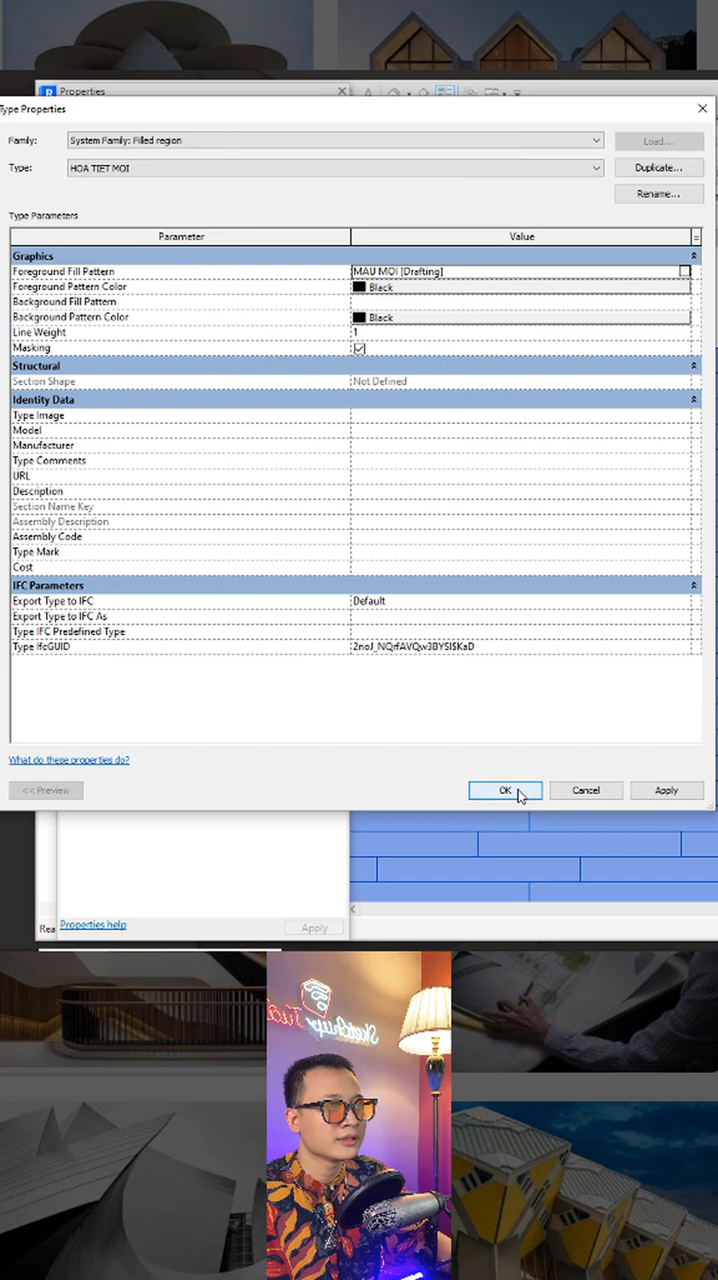 Properties
Type Properties
Family: System Family: Filled region Load...
Type: HOA TIET MOI Duplicate...
Rename...
Type Parameters
Parameter Value
Graphics
Foreground Fill Pattern MAU MOI [Drafting]
Foreground Pattern Color Black
Background Fill Pattern
Background Pattern Color Black
Line Weight 1
Masking
Structural
Section Shape Not Defined
Identity Data
Type Image
Model
Manufacturer
Type Comments
URL
Description
Section Name Key
Assembly Description
Assembly Code
Type Mark
Cost
IFC Parameters
Export Type to IFC Default
Export Type to IFC As
Type IFC Predefined Type
Type IfcGUID
What do these properties do?
<< Preview OK Cancel Apply
Rea Properties help Apply
Sketchup